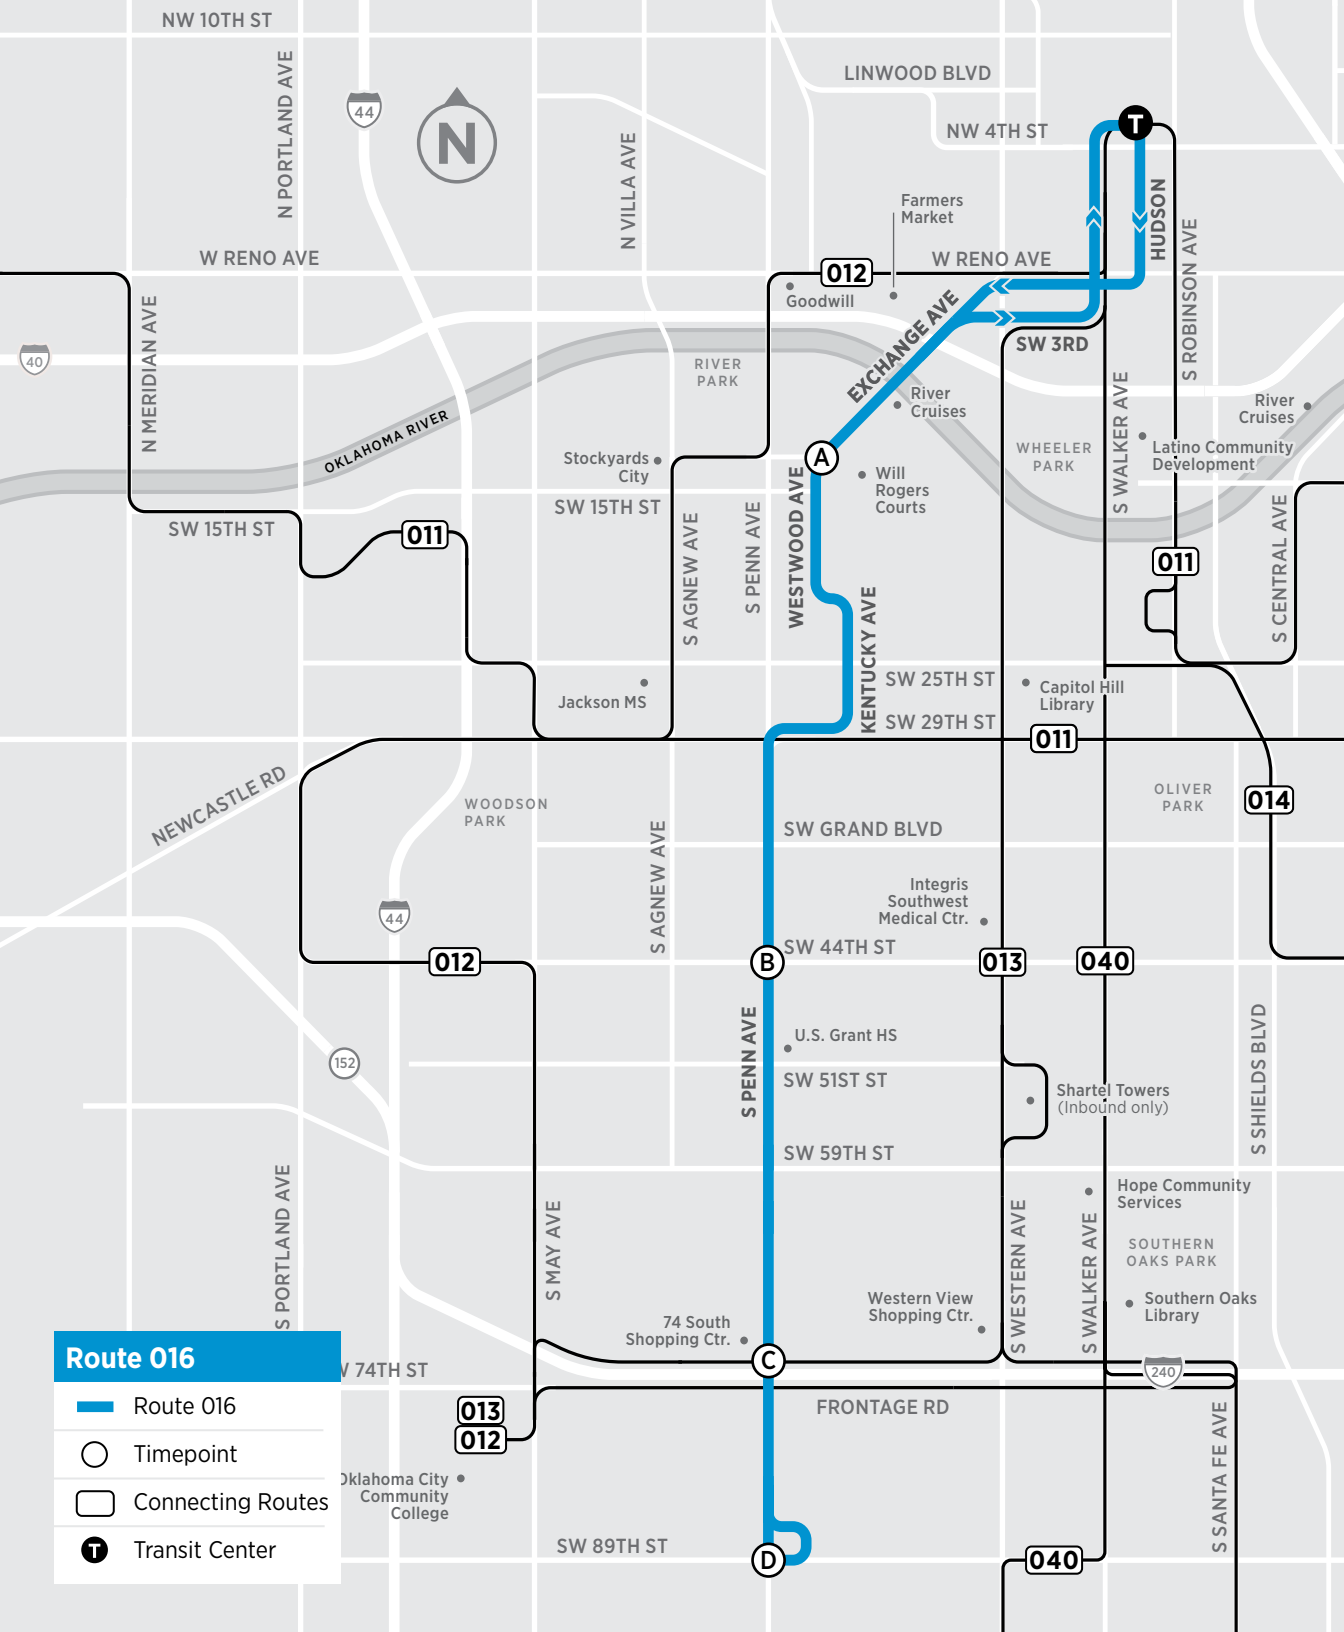 NW 10TH ST
LINWOOD BLVD
N PORTLAND AVE
44
N
N VILLA AVE
NW 4TH ST
T
Farmers
Market
HUDSON
S ROBINSON AVE
W RENO AVE
012
W RENO AVE
Goodwill
N MERIDIAN AVE
EXCHANGE AVE
SW 3RD
40
RIVER
PARK
River
Cruises
River
Cruises
OKLAHOMA RIVER
S WALKER AVE
WHEELER
PARK
Latino Community
Development
A
Stockyards
City
Will
Rogers
Courts
SW 15TH ST
SW 15TH ST
WESTWOOD AVE
S PENN AVE
S AGNEW AVE
011
011
S CENTRAL AVE
KENTUCKY AVE
SW 25TH ST
Capitol Hill
Library
Jackson MS
SW 29TH ST
011
NEWCASTLE RD
WOODSON
PARK
OLIVER
PARK
014
SW GRAND BLVD
S AGNEW AVE
Integris
Southwest
Medical Ctr.
44
SW 44TH ST
012
B
013
040
S PENN AVE
U.S. Grant HS
S SHIELDS BLVD
152
SW 51ST ST
Shartel Towers
(Inbound only)
SW 59TH ST
S PORTLAND AVE
S MAY AVE
Hope Community
Services
S WESTERN AVE
S WALKER AVE
SOUTHERN
OAKS PARK
Western View
Shopping Ctr.
Southern Oaks
Library
74 South
Shopping Ctr.
C
W 74TH ST
240
FRONTAGE RD
013
012
Oklahoma City
Community
College
S SANTA FE AVE
SW 89TH ST
D
040
Route 016
Route 016
Timepoint
Connecting Routes
T
Transit Center